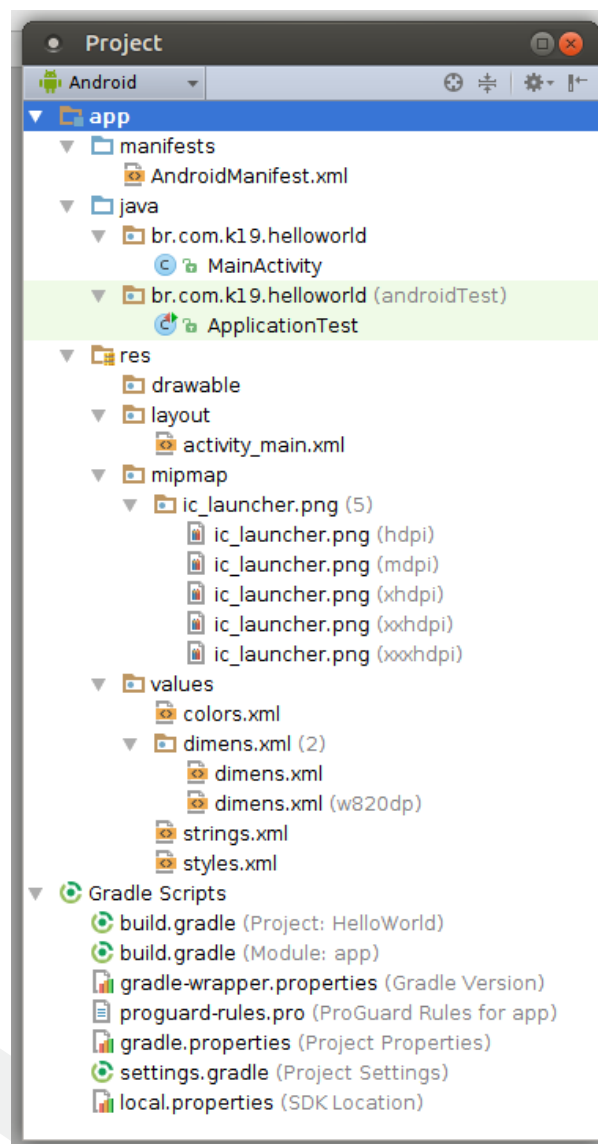 Project
Android
app
manifests
AndroidManifest.xml
java
br.com.k19.helloworld
MainActivity
br.com.k19.helloworld (androidTest)
ApplicationTest
res
drawable
layout
activity_main.xml
mipmap
ic_launcher.png (5)
ic_launcher.png (hdpi)
ic_launcher.png (mdpi)
ic_launcher.png (xhdpi)
ic_launcher.png (xxhdpi)
ic_launcher.png (xxxhdpi)
values
colors.xml
dimens.xml (2)
dimens.xml
dimens.xml (w820dp)
strings.xml
styles.xml
Gradle Scripts
build.gradle (Project: HelloWorld)
build.gradle (Module: app)
gradle-wrapper.properties (Gradle Version)
proguard-rules.pro (ProGuard Rules for app)
gradle.properties (Project Properties)
settings.gradle (Project Settings)
local.properties (SDK Location)